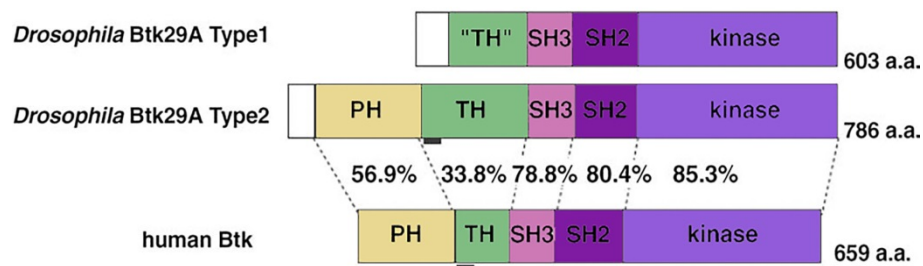 Drosophila Btk29A Type1 "TH" SH3 SH2 kinase 603 a.a.
Drosophila Btk29A Type2 PH TH SH3 SH2 kinase 786 a.a.
56.9% 33.8% 78.8% 80.4% 85.3%
human Btk PH TH SH3 SH2 kinase 659 a.a.